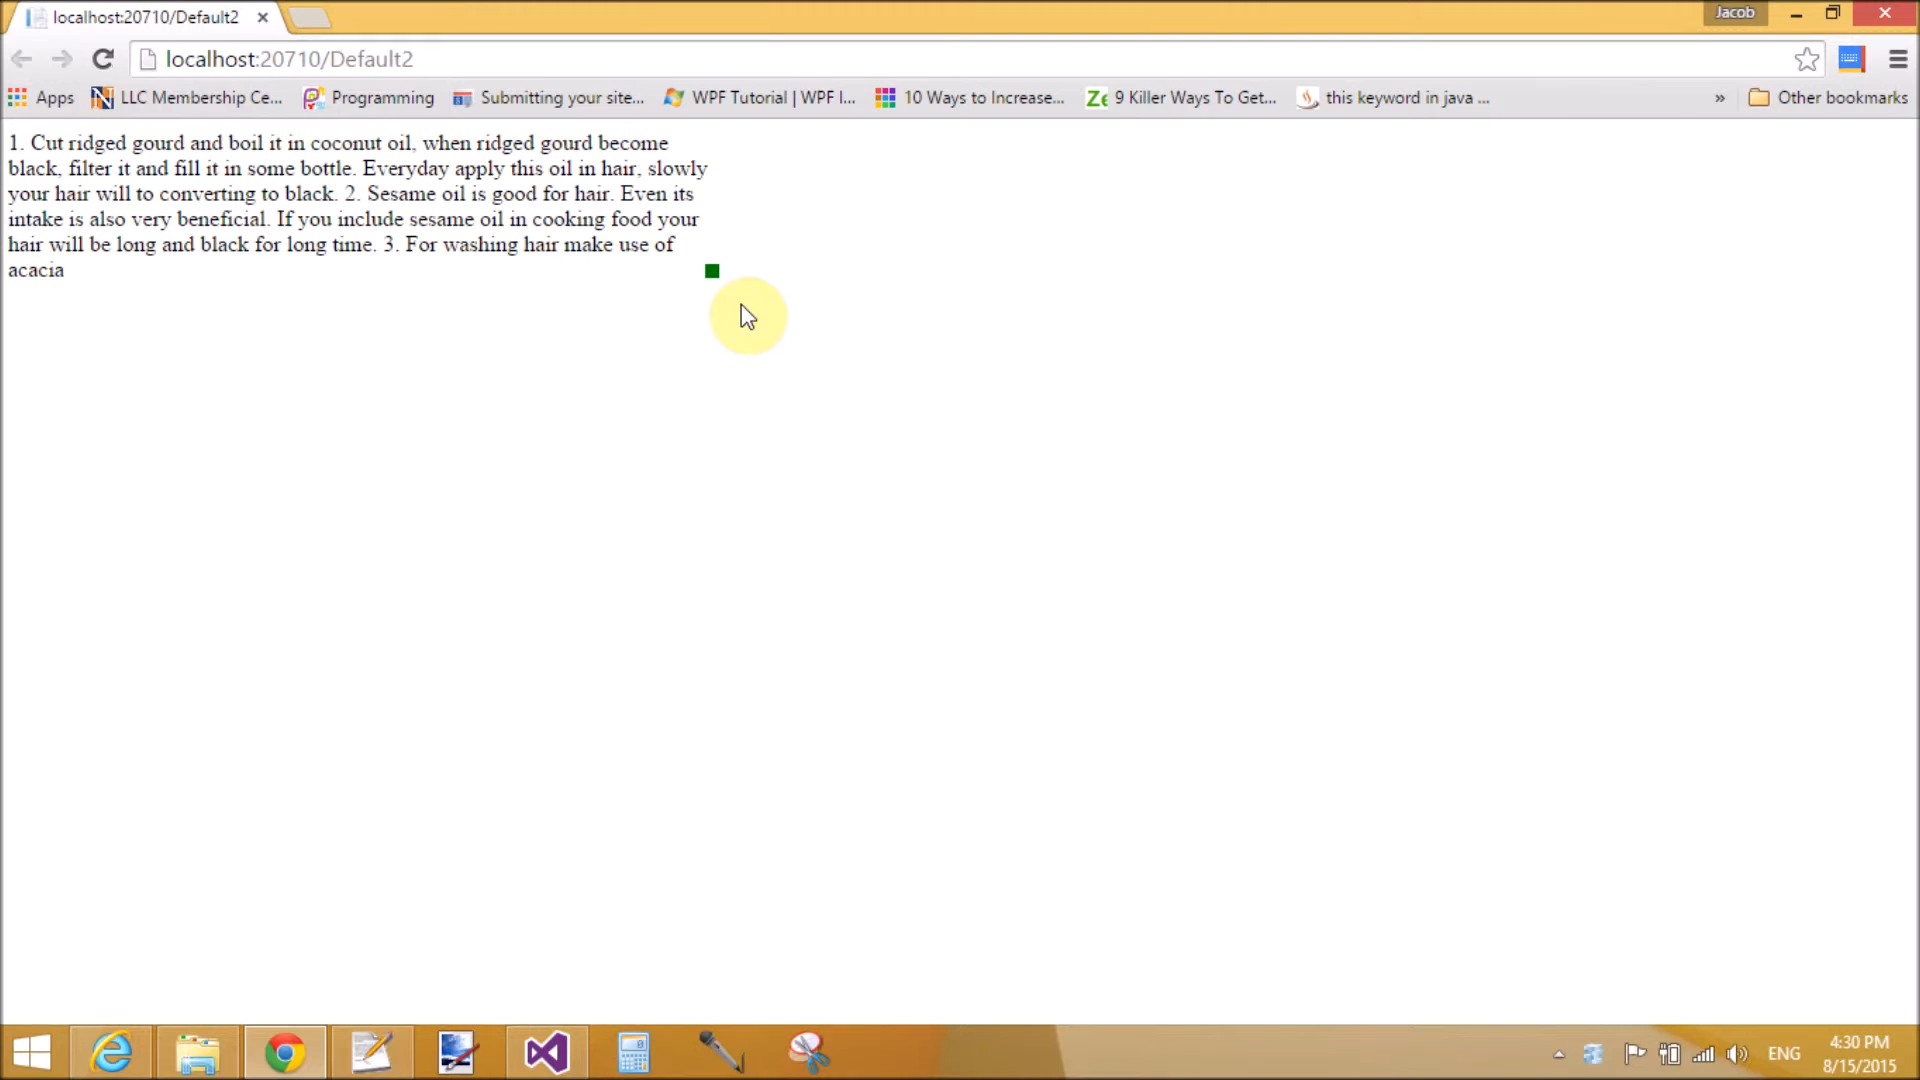 localhost:20710/Default2
Jacob
localhost:20710/Default2
Apps LLC Membership Ce... Programming Submitting your site... WPF Tutorial | WPF I... 10 Ways to Increase... 9 Killer Ways To Get... this keyword in java ... » Other bookmarks
1. Cut ridged gourd and boil it in coconut oil, when ridged gourd become
black, filter it and fill it in some bottle. Everyday apply this oil in hair, slowly
your hair will to converting to black. 2. Sesame oil is good for hair. Even its
intake is also very beneficial. If you include sesame oil in cooking food your
hair will be long and black for long time. 3. For washing hair make use of
acacia
ENG
4:30 PM
8/15/2015